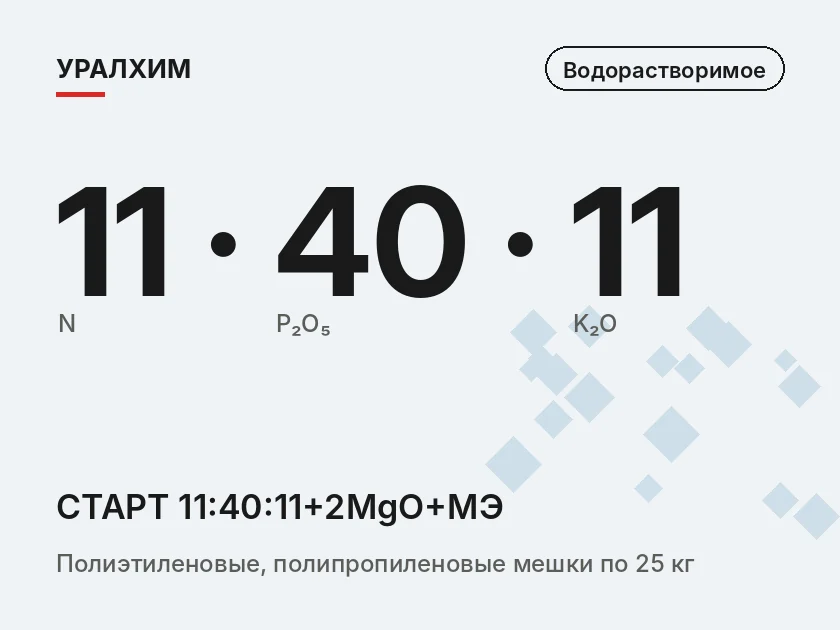 УРАЛХИМ
Водорастворимое
11 • 40 • 11
N P₂O₅ K₂O
СТАРТ 11:40:11+2MgO+МЭ
Полиэтиленовые, полипропиленовые мешки по 25 кг